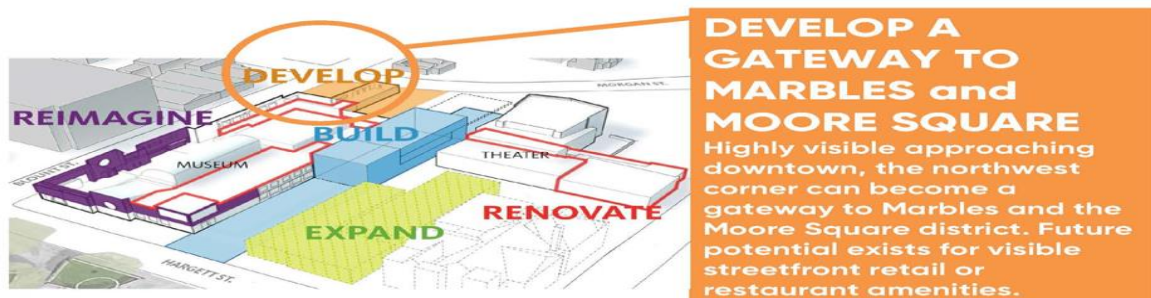 DEVELOP
REIMAGINE
BUILD
MORGAN ST.
MUSEUM
THEATER
BLOUNT ST.
RENOVATE
EXPAND
HARGETT ST.
DEVELOP A
GATEWAY TO
MARBLES and
MOORE SQUARE
Highly visible approaching
downtown, the northwest
corner can become a
gateway to Marbles and the
Moore Square district. Future
potential exists for visible
streetfront retail or
restaurant amenities.